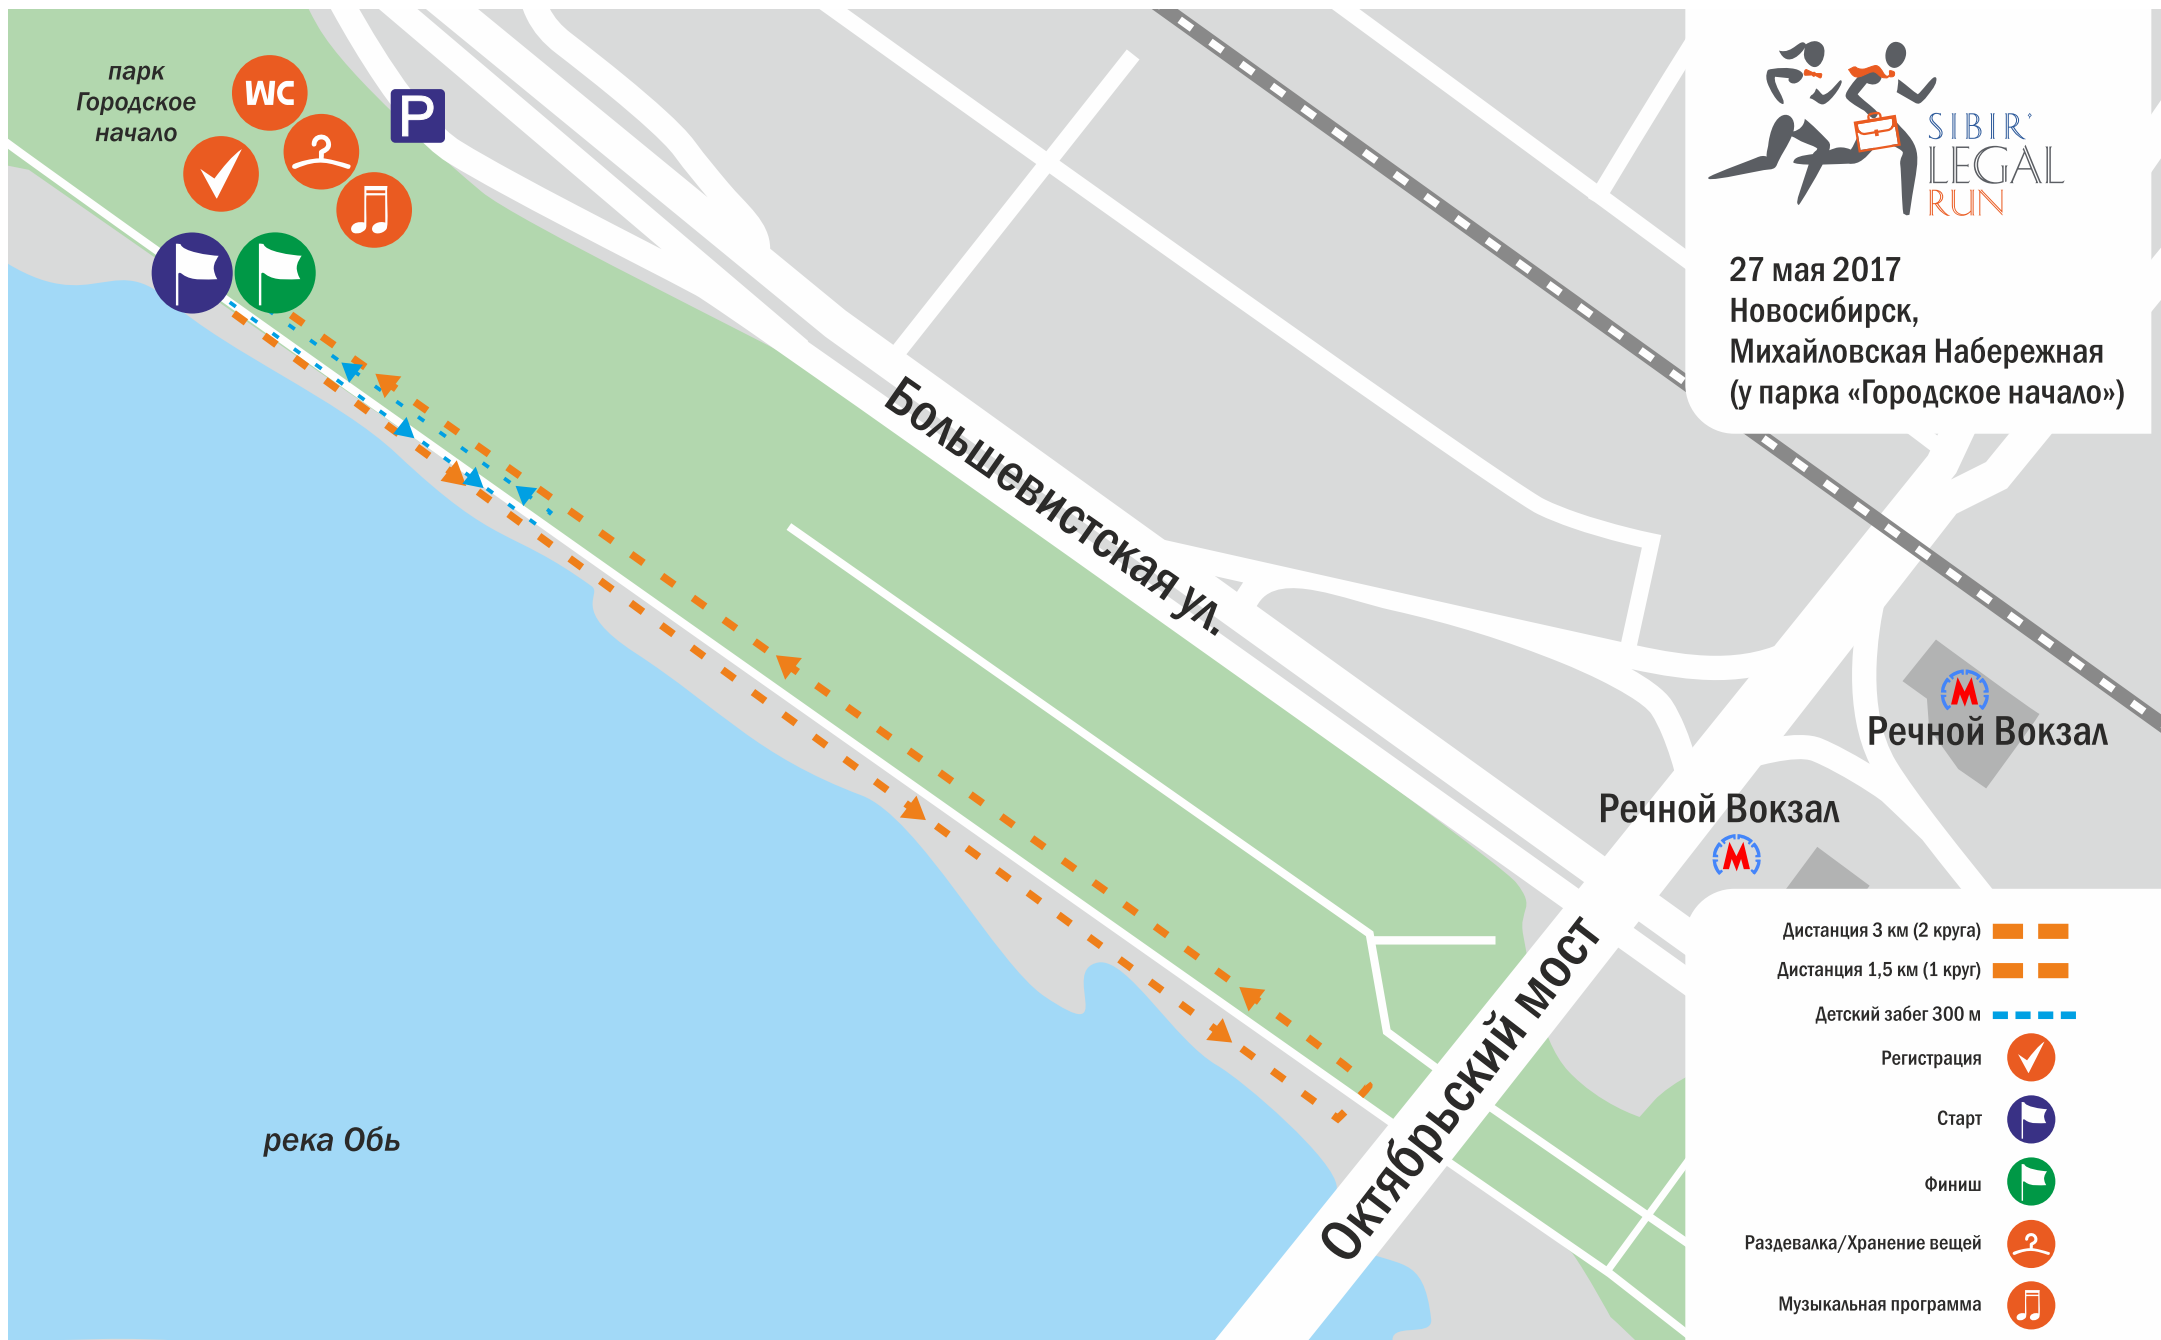 парк
Городское
начало
WC
P
SIBIR'
LEGAL
RUN
27 мая 2017
Новосибирск,
Михайловская Набережная
(у парка «Городское начало»)
Большевистская ул.
М
Речной Вокзал
Речной Вокзал
М
Октябрьский мост
река Обь
Дистанция 3 км (2 круга)
Дистанция 1,5 км (1 круг)
Детский забег 300 м
Регистрация
Старт
Финиш
Раздевалка/Хранение вещей
Музыкальная программа